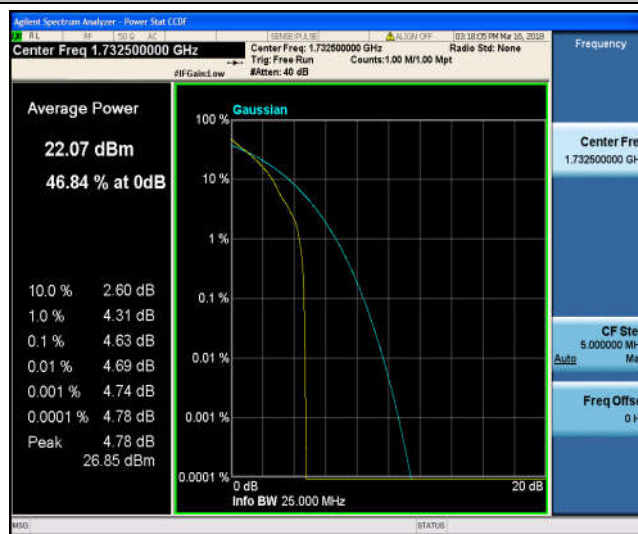 Agilent Spectrum Analyzer - Power Stat CCDF
RL RF 50 Ω AC SENSE:PULSE ALIGN OFF 03:18:05 PM Mar 16, 2018
Center Freq 1.732500000 GHz
Center Freq: 1.732500000 GHz Radio Std: None
Trig: Free Run Counts:1.00 M/1.00 Mpt
#IFGain:Low #Atten: 40 dB
Frequency
Average Power
22.07 dBm
46.84 % at 0dB
10.0 % 2.60 dB
1.0 % 4.31 dB
0.1 % 4.63 dB
0.01 % 4.69 dB
0.001 % 4.74 dB
0.0001 % 4.78 dB
Peak 4.78 dB
26.85 dBm
Gaussian
100 %
10 %
1 %
0.1 %
0.01 %
0.001 %
0.0001 %
0 dB 20 dB
Info BW 25.000 MHz
Center Fre
1.732500000 GH
CF Ste
5.000000 MH
Auto Ma
Freq Offse
0 H
MSG STATUS